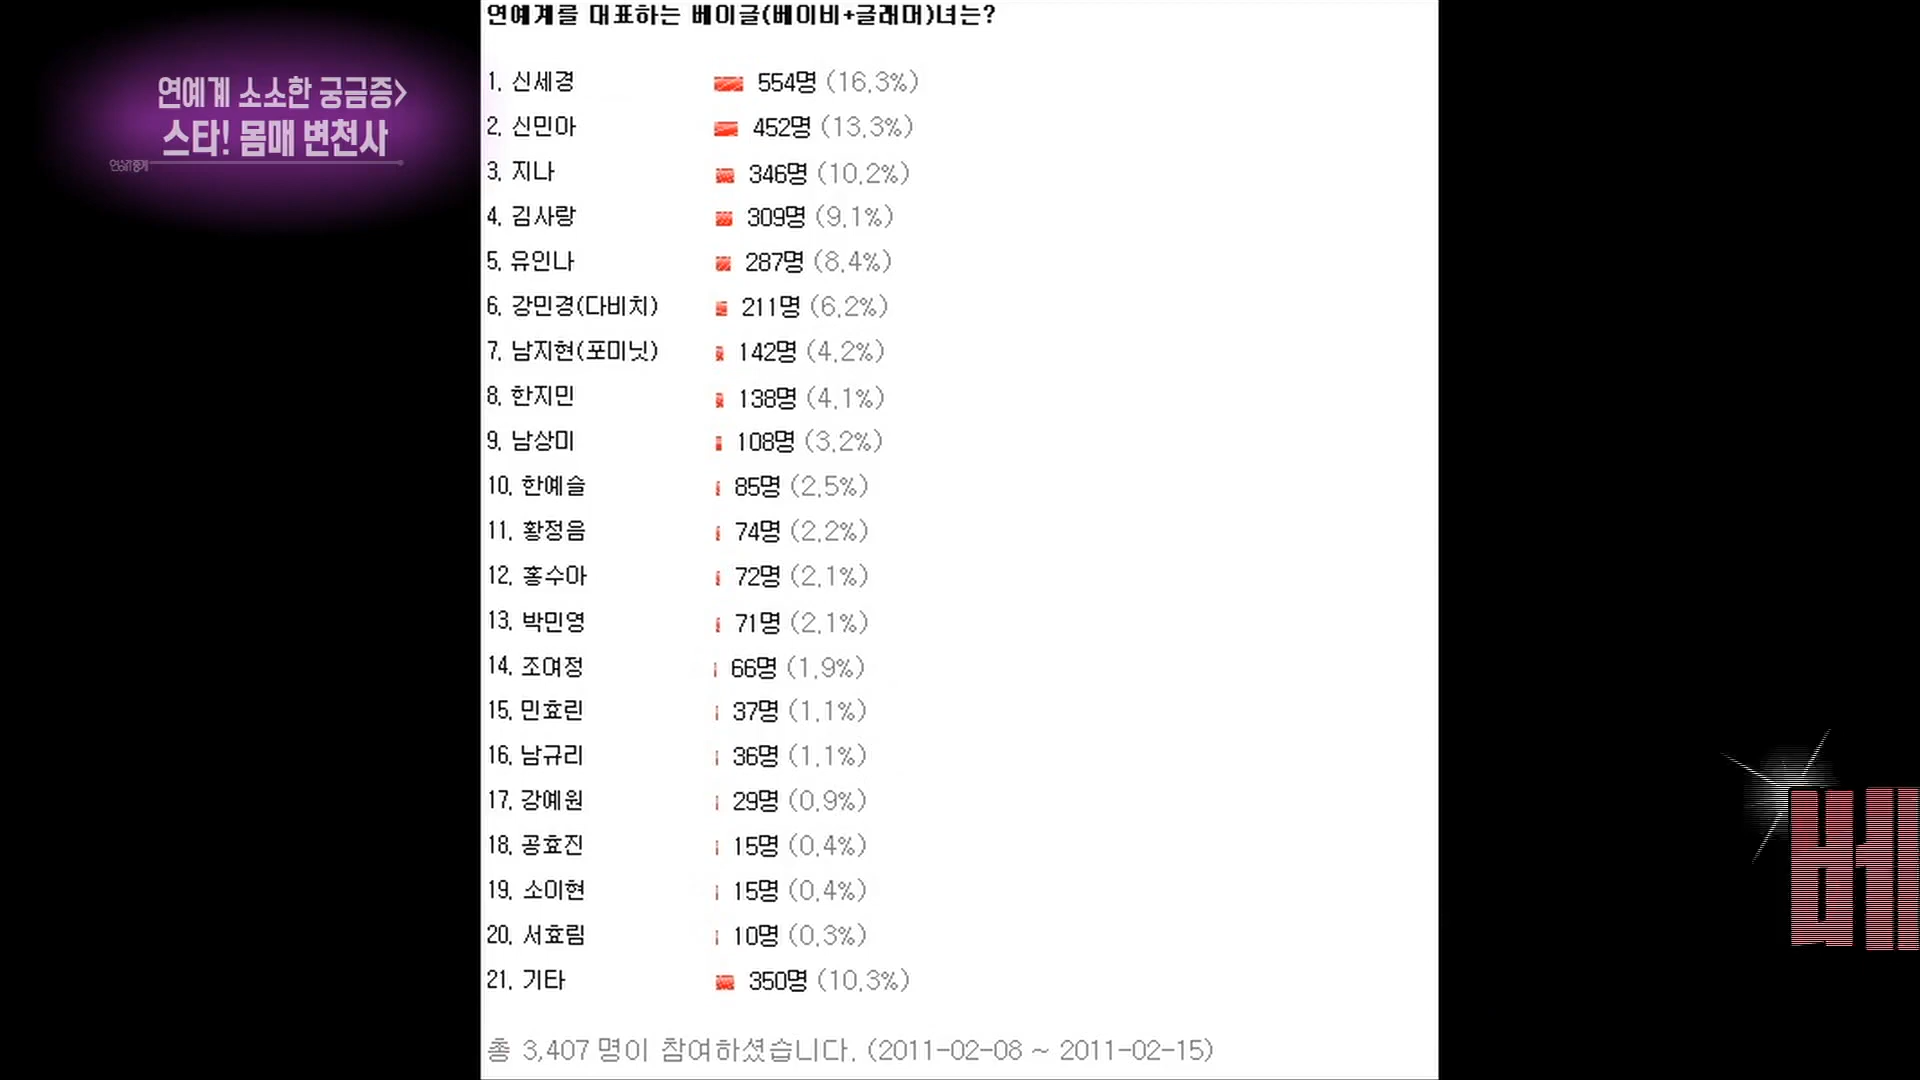 연예계 소소한 궁금증>
스타! 몸매 변천사
연예가중계
연예계를 대표하는 베이글(베이비+글래머)녀는?
1. 신세경 554명 (16.3%)
2. 신민아 452명 (13.3%)
3. 지나 346명 (10.2%)
4. 김사랑 309명 (9.1%)
5. 유인나 287명 (8.4%)
6. 강민경(다비치) 211명 (6.2%)
7. 남지현(포미닛) 142명 (4.2%)
8. 한지민 138명 (4.1%)
9. 남상미 108명 (3.2%)
10. 한예슬 85명 (2.5%)
11. 황정음 74명 (2.2%)
12. 홍수아 72명 (2.1%)
13. 박민영 71명 (2.1%)
14. 조여정 66명 (1.9%)
15. 민효린 37명 (1.1%)
16. 남규리 36명 (1.1%)
17. 강예원 29명 (0.9%)
18. 공효진 15명 (0.4%)
19. 소이현 15명 (0.4%)
20. 서효림 10명 (0.3%)
21. 기타 350명 (10.3%)
총 3,407 명이 참여하셨습니다. (2011-02-08 ~ 2011-02-15)
베